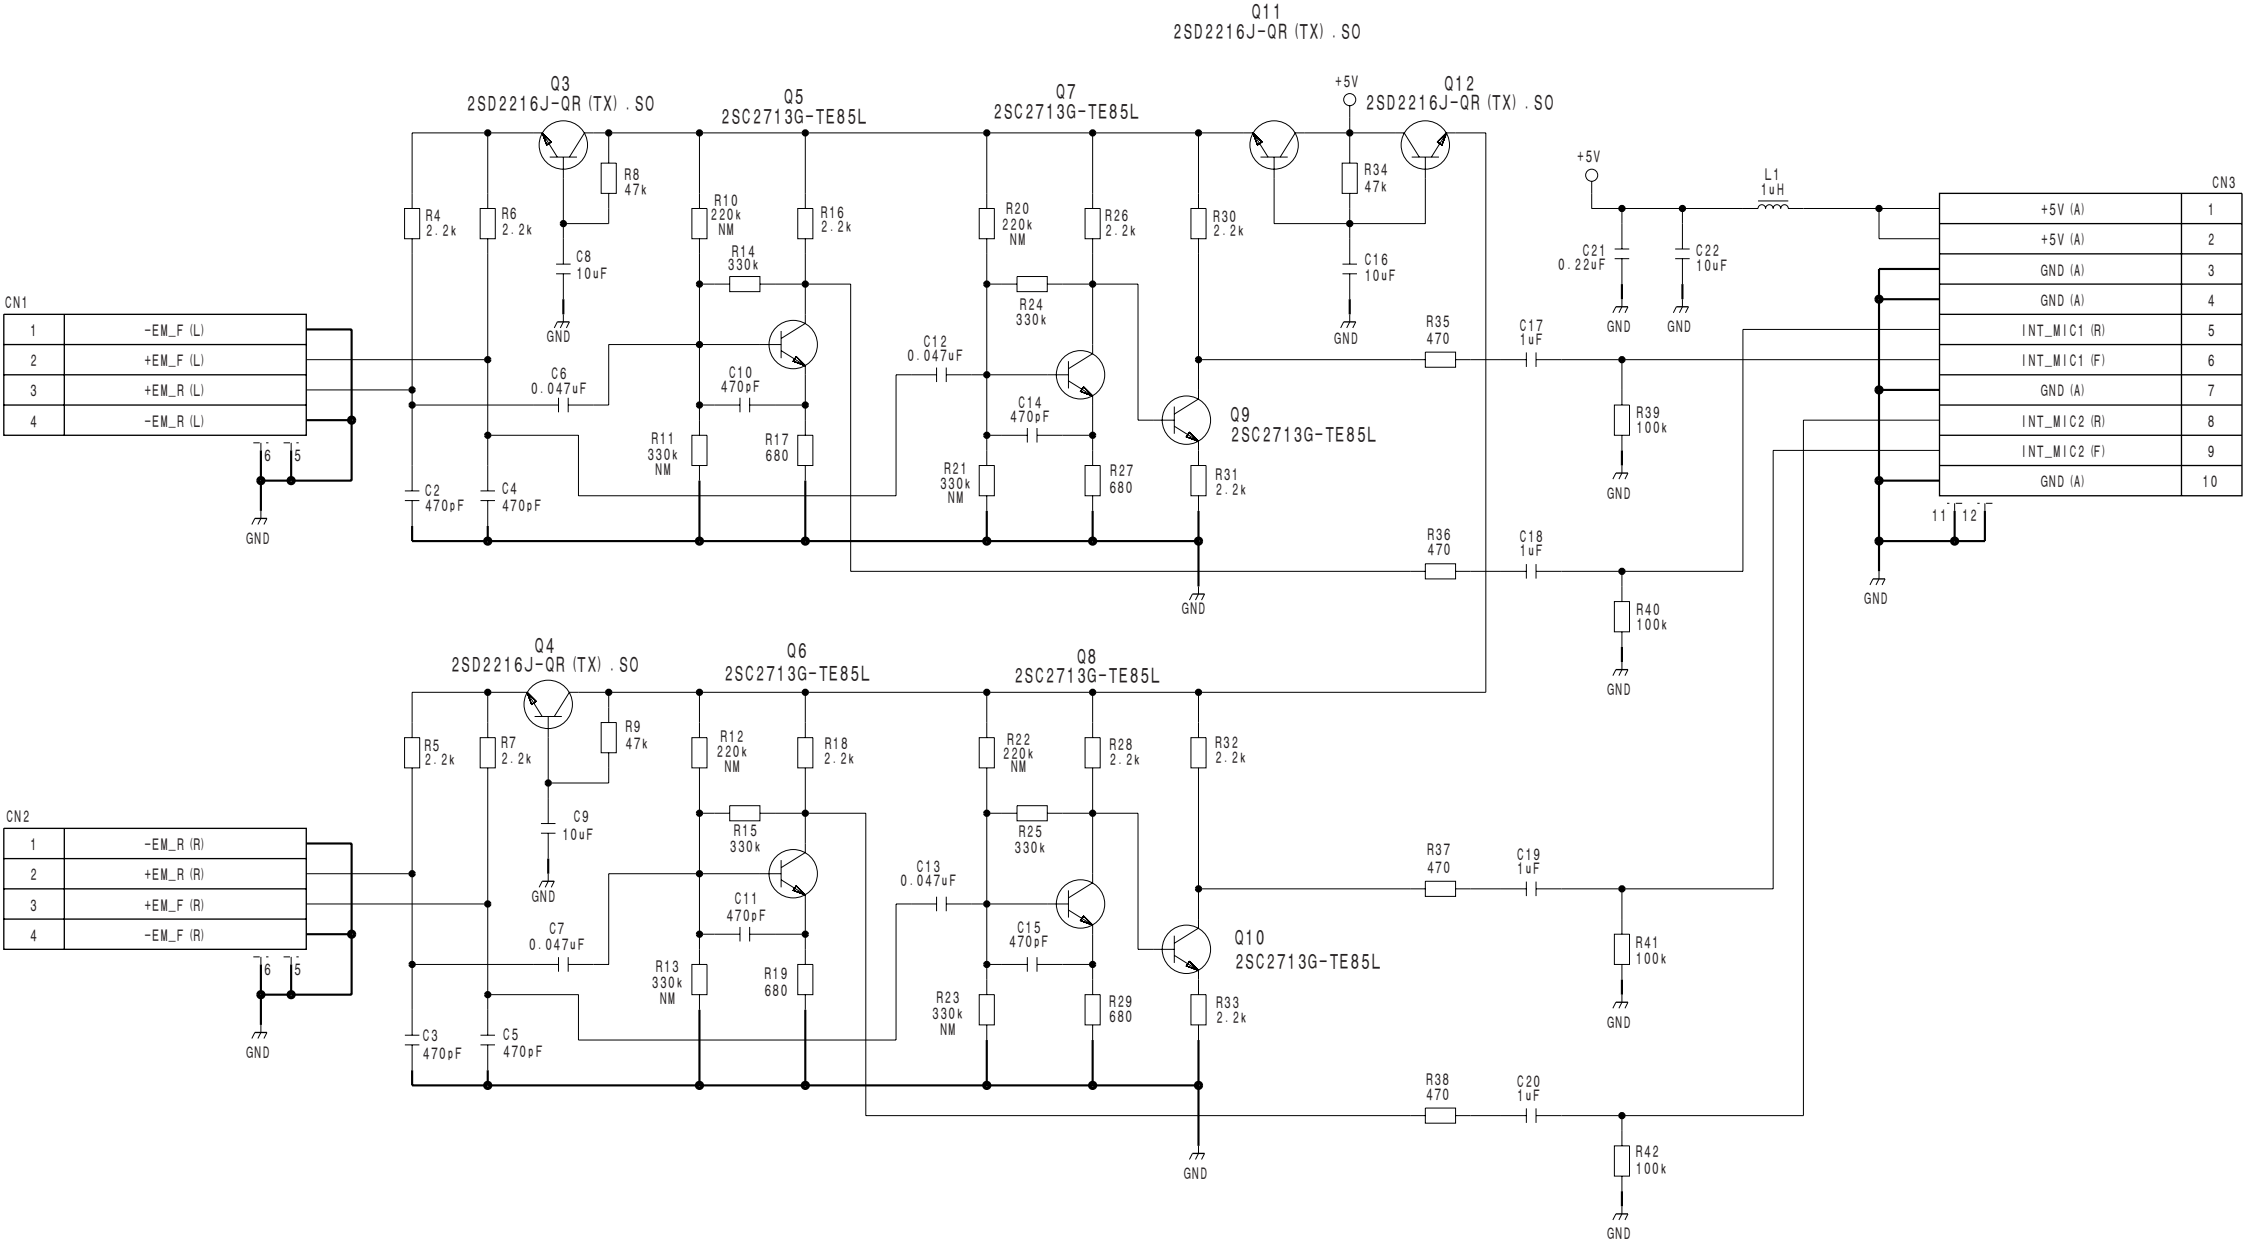 Q11
2SD2216J-QR(TX).SO
Q3
2SD2216J-QR(TX).SO
Q5
2SC2713G-TE85L
Q7
2SC2713G-TE85L
+5V
Q12
2SD2216J-QR(TX).SO
R8
47k
R34
47k
+5V
L1
1uH
CN3
R4
2.2k
R6
2.2k
R10
220k
NM
R16
2.2k
R20
220k
NM
R26
2.2k
R30
2.2k
C8
10uF
R14
330k
C16
10uF
C21
0.22uF
C22
10uF
+5V(A) 1
+5V(A) 2
GND(A) 3
GND(A) 4
INT_MIC1(R) 5
INT_MIC1(F) 6
GND(A) 7
INT_MIC2(R) 8
INT_MIC2(F) 9
GND(A) 10
11 12
GND
CN1
1 -EM_F(L)
2 +EM_F(L)
3 +EM_R(L)
4 -EM_R(L)
6 5
GND
GND
R24
330k
GND
GND
GND
R35
470
C17
1uF
C6
0.047uF
C10
470pF
C12
0.047uF
C14
470pF
Q9
2SC2713G-TE85L
R39
100k
GND
R11
330k
NM
R17
680
R21
330k
NM
R27
680
R31
2.2k
C2
470pF
C4
470pF
R36
470
C18
1uF
GND
R40
100k
GND
Q4
2SD2216J-QR(TX).SO
Q6
2SC2713G-TE85L
Q8
2SC2713G-TE85L
R5
2.2k
R7
2.2k
R9
47k
R12
220k
NM
R18
2.2k
R22
220k
NM
R28
2.2k
R32
2.2k
CN2
1 -EM_R(R)
2 +EM_R(R)
3 +EM_F(R)
4 -EM_F(R)
6 5
GND
C9
10uF
GND
R15
330k
R25
330k
C7
0.047uF
C11
470pF
C13
0.047uF
C15
470pF
Q10
2SC2713G-TE85L
R37
470
C19
1uF
R41
100k
GND
R13
330k
NM
R19
680
R23
330k
NM
R29
680
R33
2.2k
C3
470pF
C5
470pF
R38
470
C20
1uF
GND
R42
100k
GND